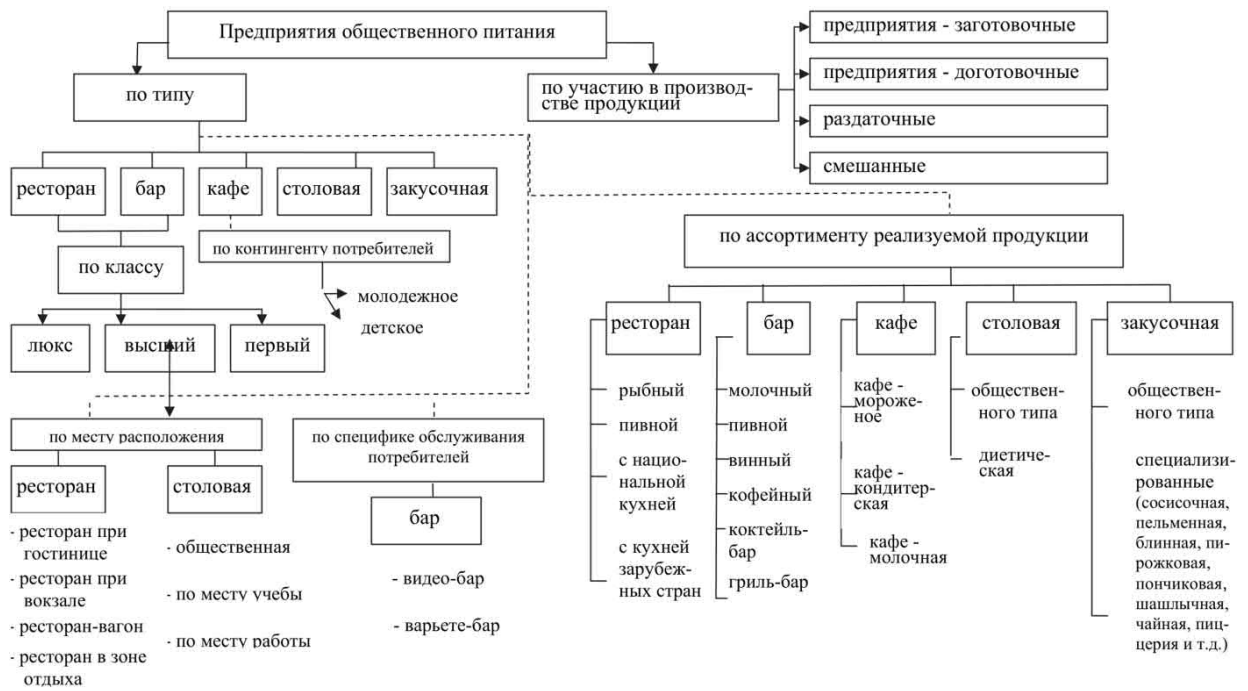 Предприятия общественного питания
по типу
по участию в производ-
стве продукции
предприятия - заготовочные
предприятия - доготовочные
раздаточные
смешанные
ресторан
бар
кафе
столовая
закусочная
по классу
по контингенту потребителей
молодежное
детское
люкс
высший
первый
по месту расположения
ресторан
столовая
- ресторан при
гостинице
- ресторан при
вокзале
- ресторан-вагон
- ресторан в зоне
отдыха
- общественная
- по месту учебы
- по месту работы
по специфике обслуживания
потребителей
бар
- видео-бар
- варьете-бар
по ассортименту реализуемой продукции
ресторан
рыбный
пивной
с нацио-
нальной
кухней
с кухней
зарубеж-
ных стран
бар
молочный
пивной
винный
кофейный
коктейль-
бар
гриль-бар
кафе
кафе -
мороже-
ное
кафе -
кондитер-
ская
кафе -
молочная
столовая
обществен-
ного типа
диетиче-
ская
закусочная
обществен-
ного типа
специализи-
рованные
(сосисочная,
пельменная,
блинная, пи-
рожковая,
пончиковая,
шашлычная,
чайная, пиц-
церия и т.д.)